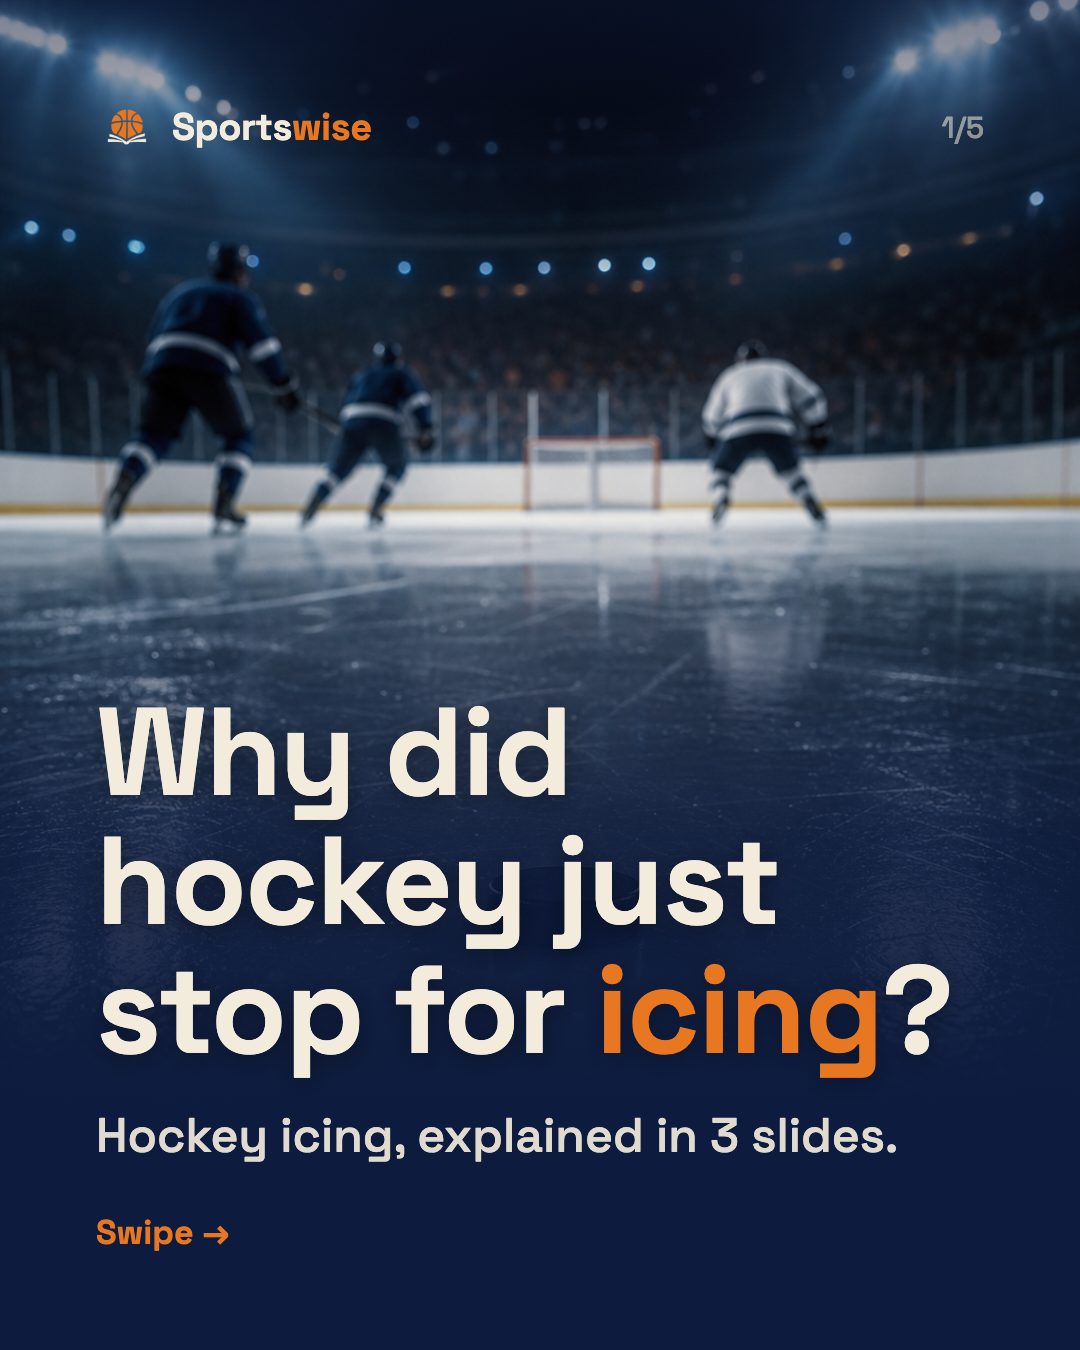 Sportswise
1/5
Why did
hockey just
stop for icing?
Hockey icing, explained in 3 slides.
Swipe →